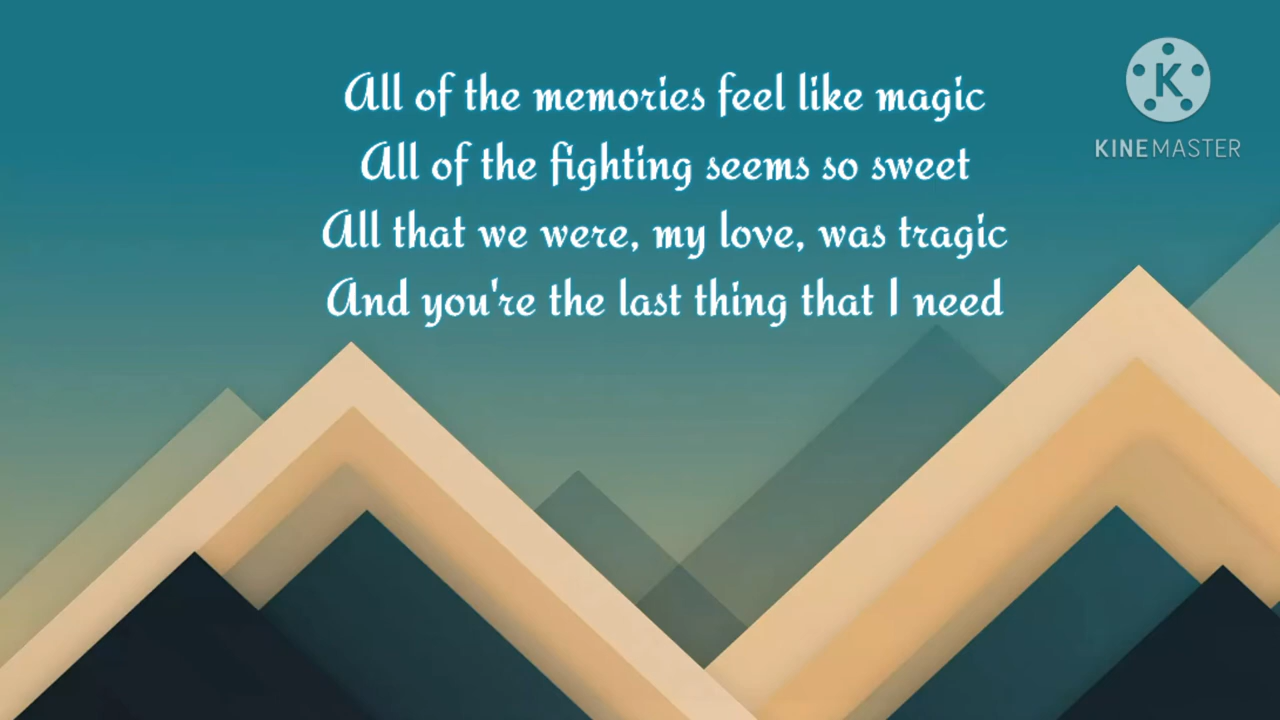 All of the memories feel like magic
All of the fighting seems so sweet
All that we were, my love, was tragic
And you're the last thing that I need
K
KINEMASTER